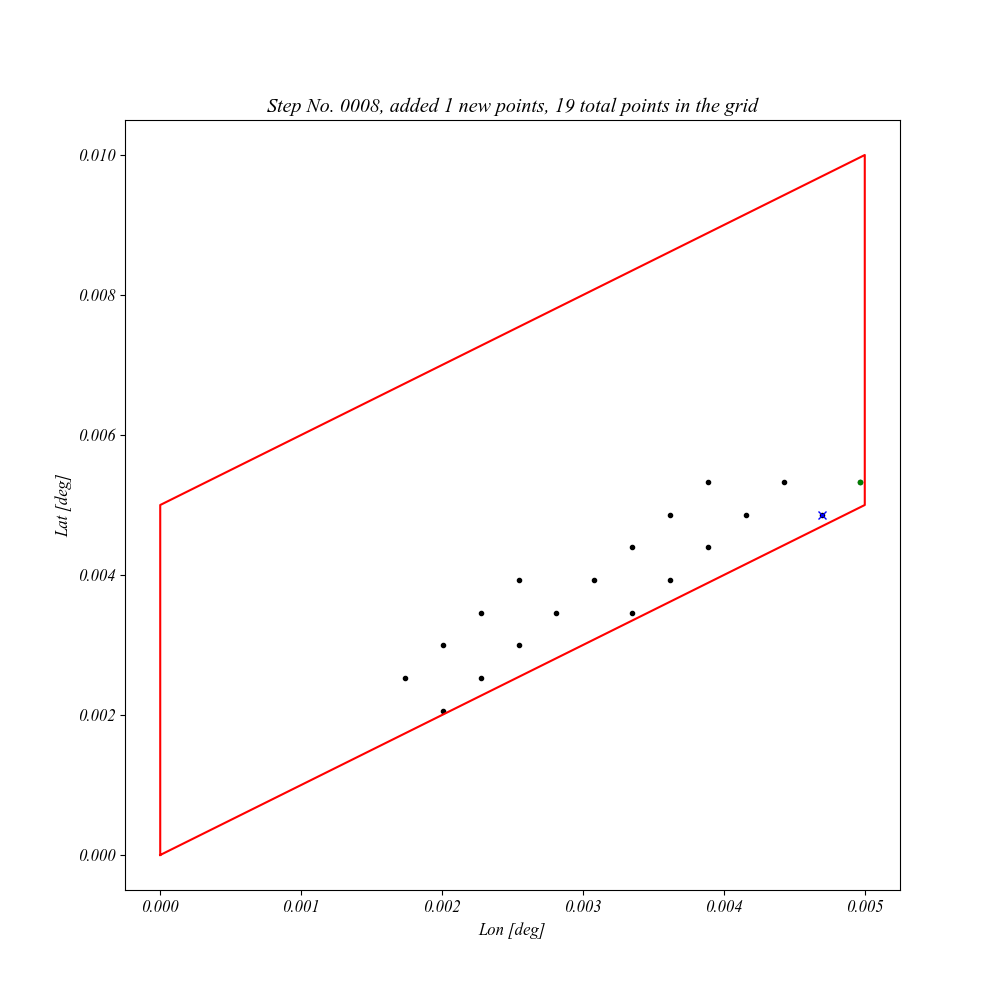 Step No. 0008, added 1 new points, 19 total points in the grid
0.010
0.008
0.006
0.004
0.002
0.000
Lat [deg]
0.000 0.001 0.002 0.003 0.004 0.005
Lon [deg]